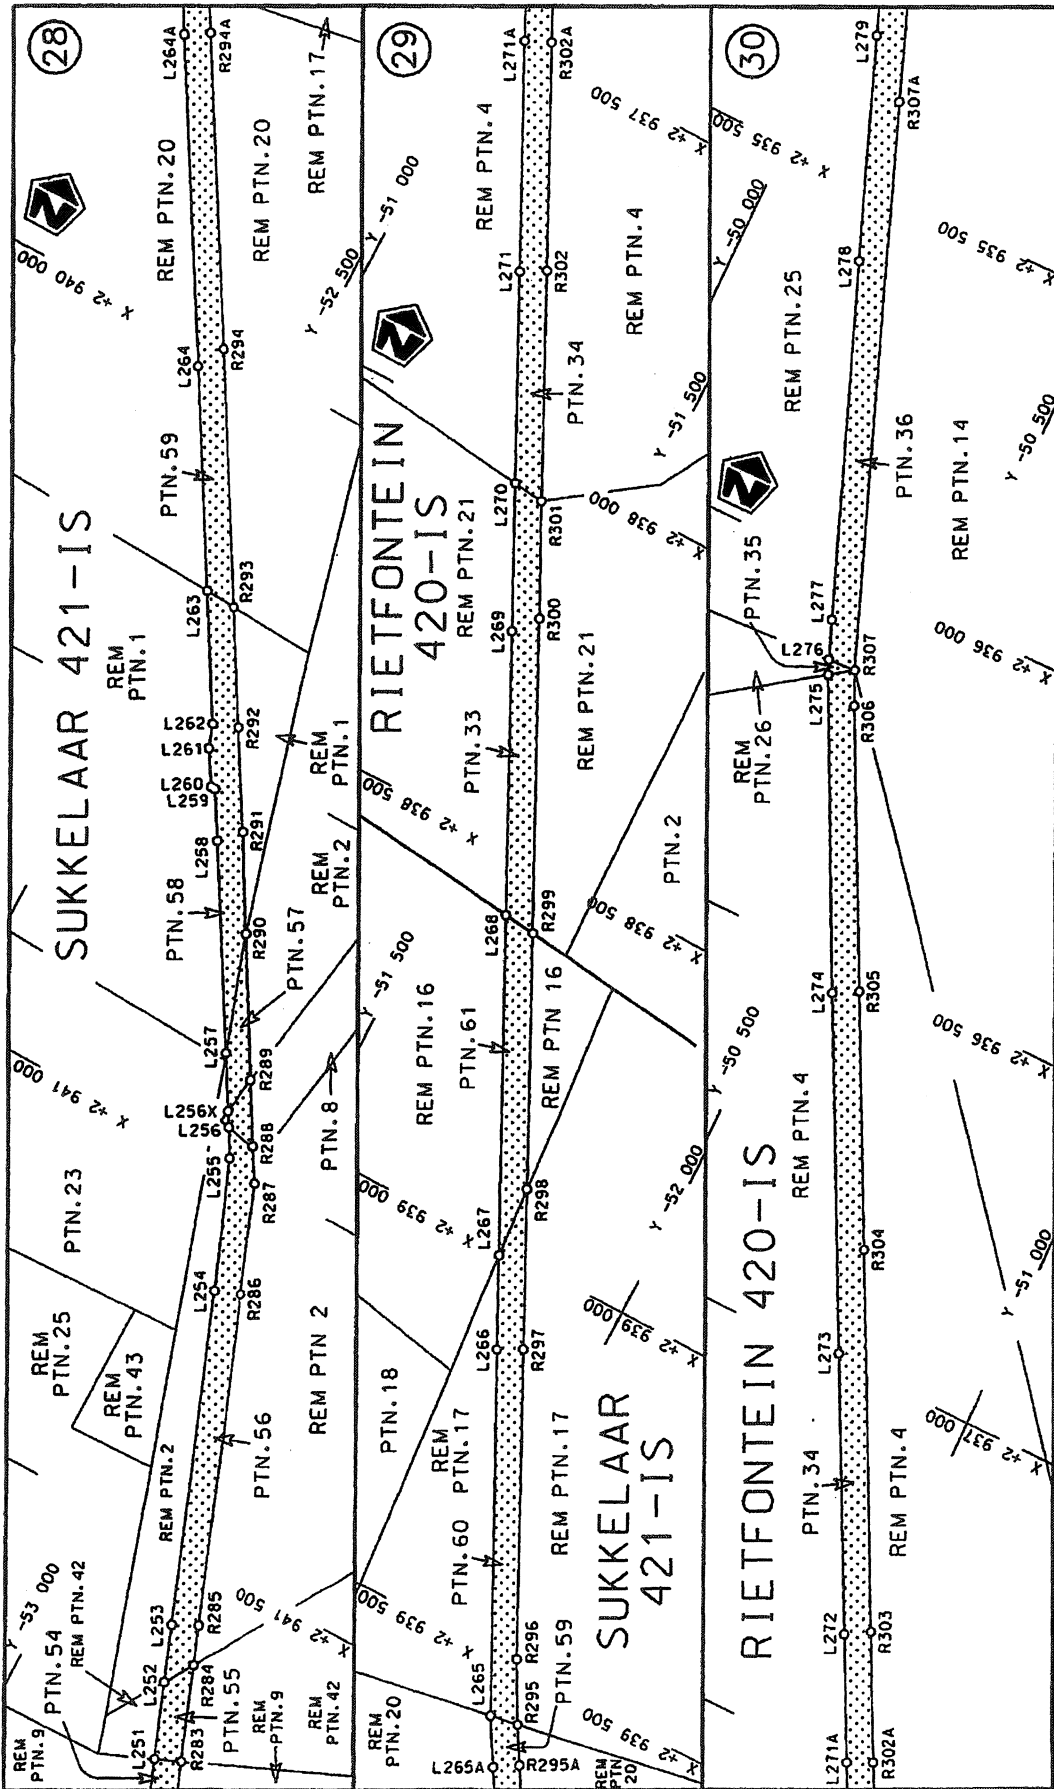 28
SUKKELAAR 421-IS
REM
PTN.9
Y -53 000
PTN.54
REM PTN.42
L251
L252
L253
R283
R284
R285
PTN.55
REM
PTN.9
REM
PTN.42
X +2 941 500
REM PTN.2
REM
PTN.25
REM
PTN.43
PTN.56
REM PTN 2
PTN.23
L254
R286
L255
L256
L256X
L257
R287
R288
R289
R290
PTN.8
X +2 941 000
Y -51 500
PTN.57
PTN.58
REM
PTN.2
REM
PTN.1
L258
L259
L260
L261
L262
L263
R291
R292
R293
REM
PTN.1
PTN.59
L264
R294
REM PTN.20
REM PTN.20
X +2 940 000
Y -52 500
L264A
R294A
REM PTN.17
29
RIETFONTEIN
420-IS
SUKKELAAR
421-IS
REM
PTN.20
L265A
R295A
REM
PTN
20
L265
R295
R296
PTN.59
X +2 939 500
X +2 939 500
PTN.60
PTN.18
REM
PTN.17
REM PTN.17
L266
R297
L267
R298
X +2 939 000
X +2 939 000
Y -52 000
REM PTN.16
PTN.61
REM PTN 16
L268
R299
X +2 938 500
X +2 938 500
PTN.2
PTN.33
REM PTN.21
REM PTN.21
L269
R300
L270
R301
X +2 938 000
Y -51 500
PTN.34
L271
R302
REM PTN.4
REM PTN.4
Y -51 000
X +2 937 500
L271A
R302A
30
RIETFONTEIN 420-IS
L271A
R302A
L272
R303
PTN.34
REM PTN.4
REM PTN.4
L273
R304
X +2 937 000
Y -51 000
L274
R305
Y -50 500
X +2 936 500
REM
PTN.26
PTN.35
L275
L276
L277
R306
R307
X +2 936 000
PTN.36
REM PTN.14
REM PTN.25
Y -50 500
Y -50 000
L278
L279
R307A
X +2 935 500
X +2 935 500